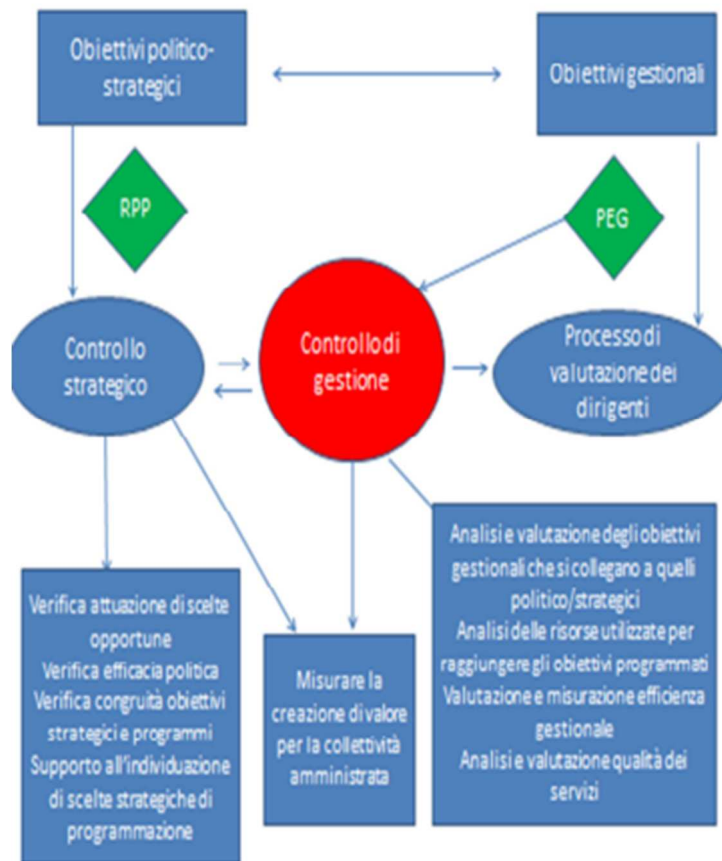 Obiettivi politico-
strategici
Obiettivi gestionali
RPP
PEG
Controllo
strategico
Controllo di
gestione
Processo di
valutazione dei
dirigenti
Verifica attuazione di scelte
opportune
Verifica efficacia politica
Verifica congruità obiettivi
strategici e programmi
Supporto all'individuazione
di scelte strategiche di
programmazione
Misurare la
creazione di valore
per la collettività
amministrata
Analisi e valutazione degli obiettivi
gestionali che si collegano a quelli
politico/strategici
Analisi delle risorse utilizzate per
raggiungere gli obiettivi programmati
Valutazione e misurazione efficienza
gestionale
Analisi e valutazione qualità dei
servizi